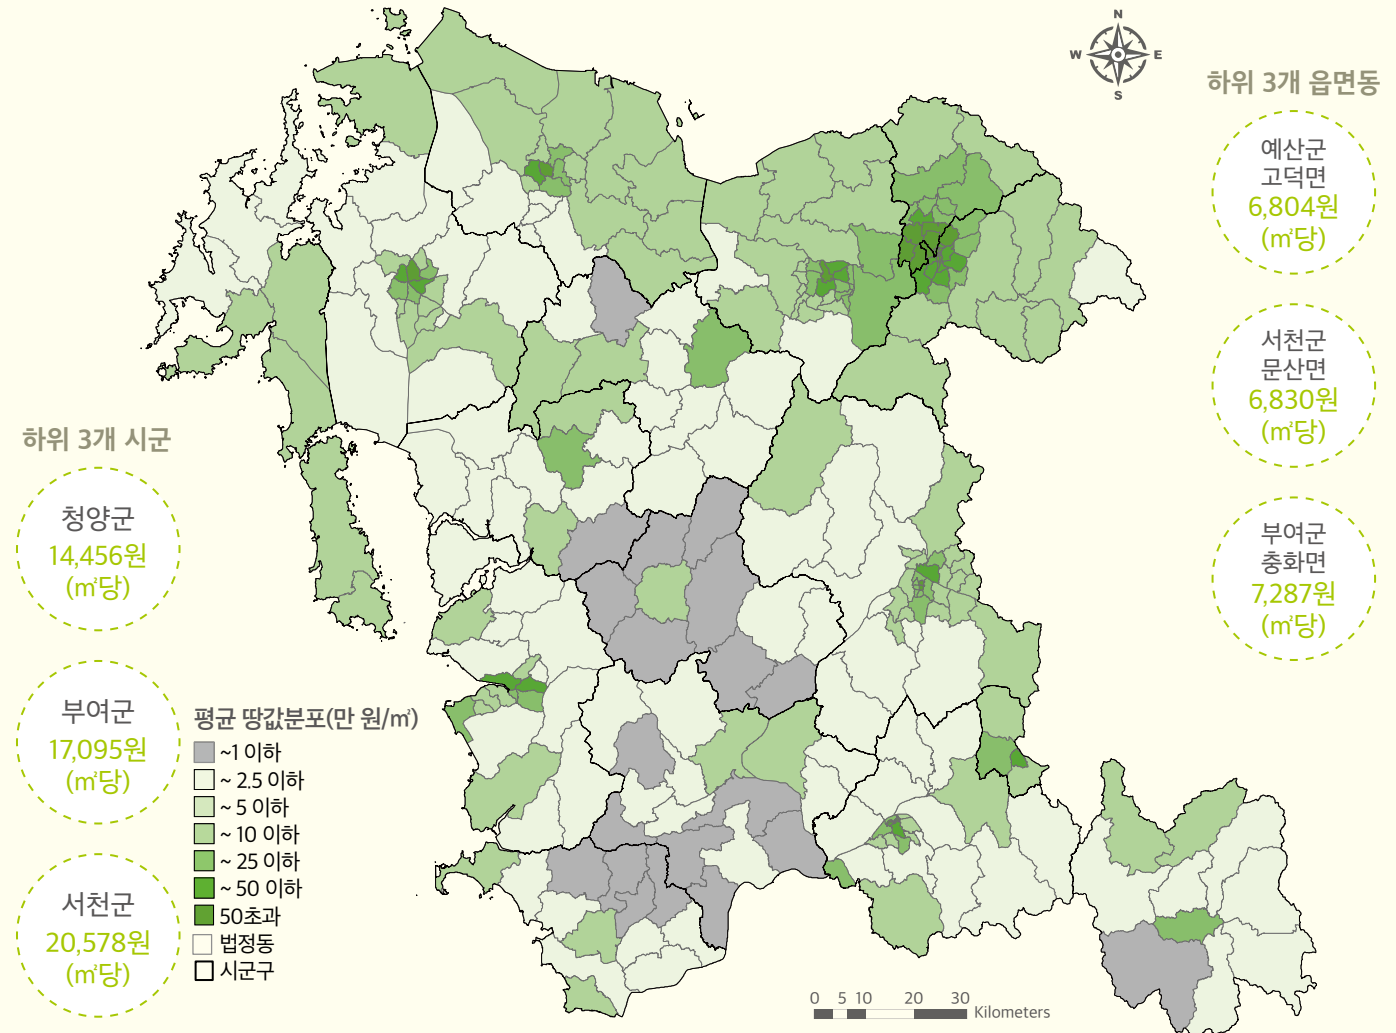 N
W
E
S
하위 3개 읍면동
예산군
고덕면
6,804원
(㎡당)
서천군
문산면
6,830원
(㎡당)
부여군
충화면
7,287원
(㎡당)
하위 3개 시군
청양군
14,456원
(㎡당)
부여군
17,095원
(㎡당)
서천군
20,578원
(㎡당)
평균 땅값분포(만 원/㎡)
~1 이하
~ 2.5 이하
~ 5 이하
~ 10 이하
~ 25 이하
~ 50 이하
50초과
법정동
시군구
0 5 10 20 30
Kilometers